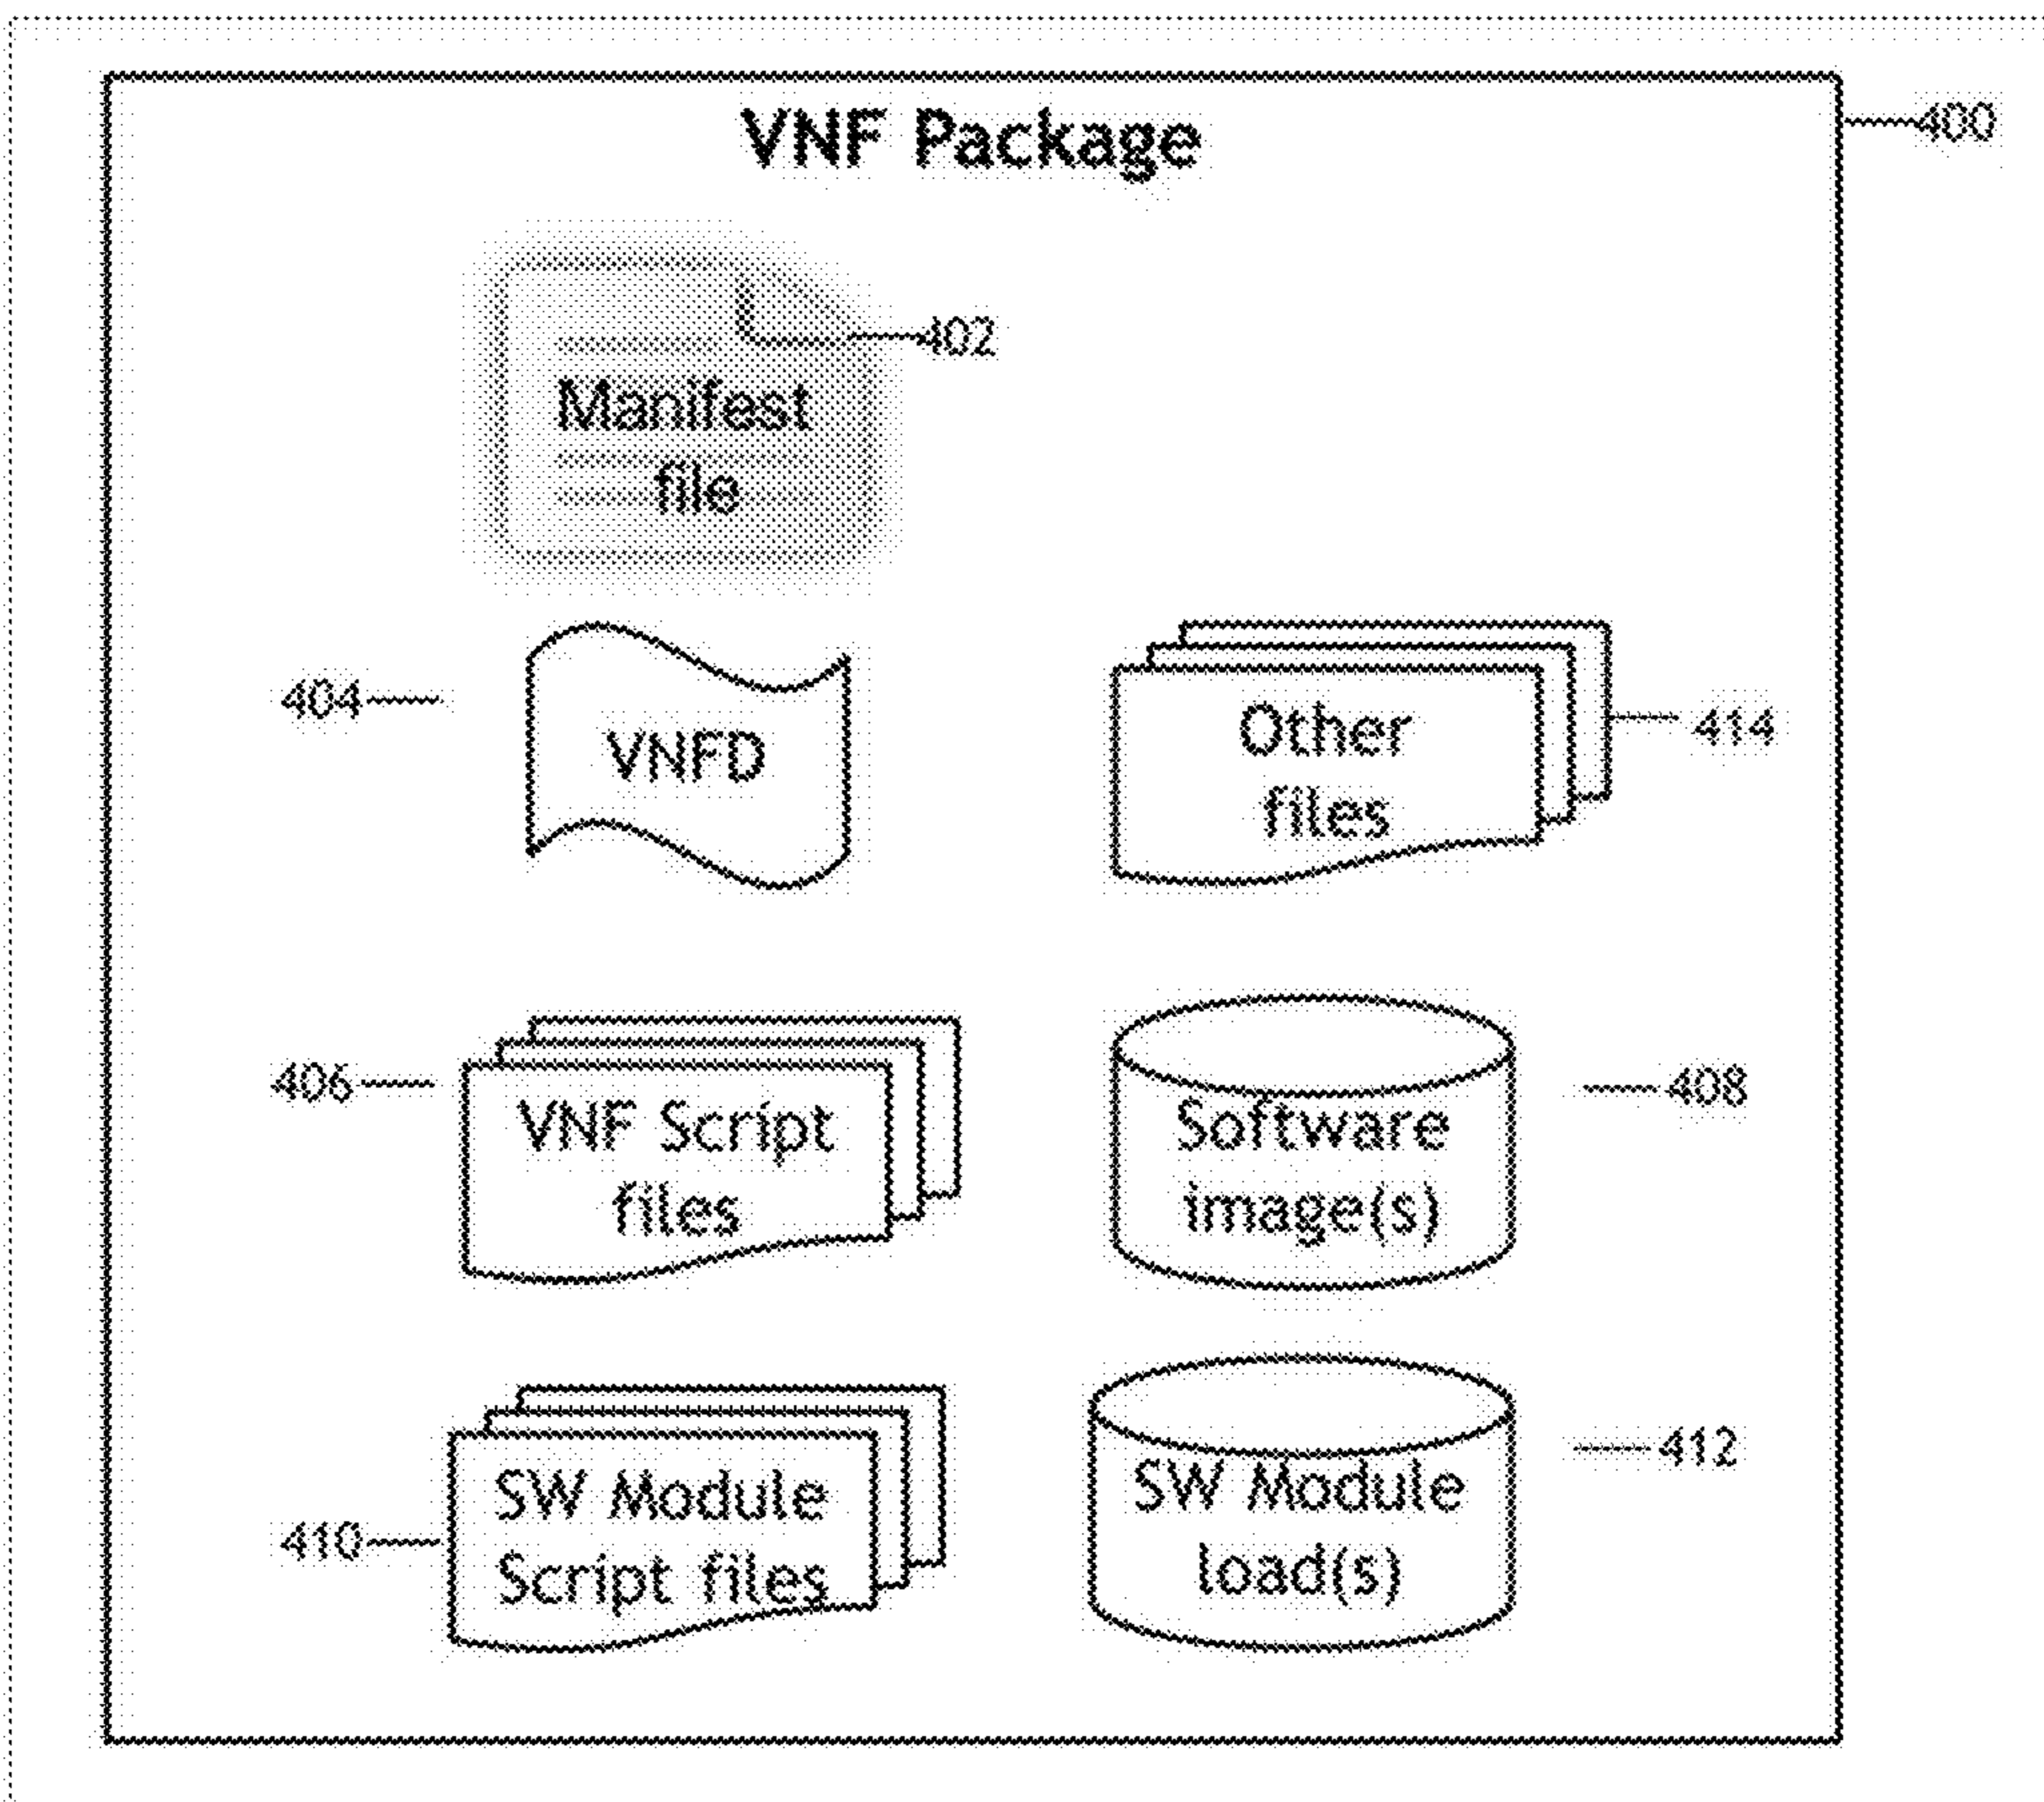 VNF Package
400
402
Manifest
file
404
VNFD
Other
files
414
406
VNF Script
files
Software
image(s)
408
410
SW Module
Script files
SW Module
load(s)
412